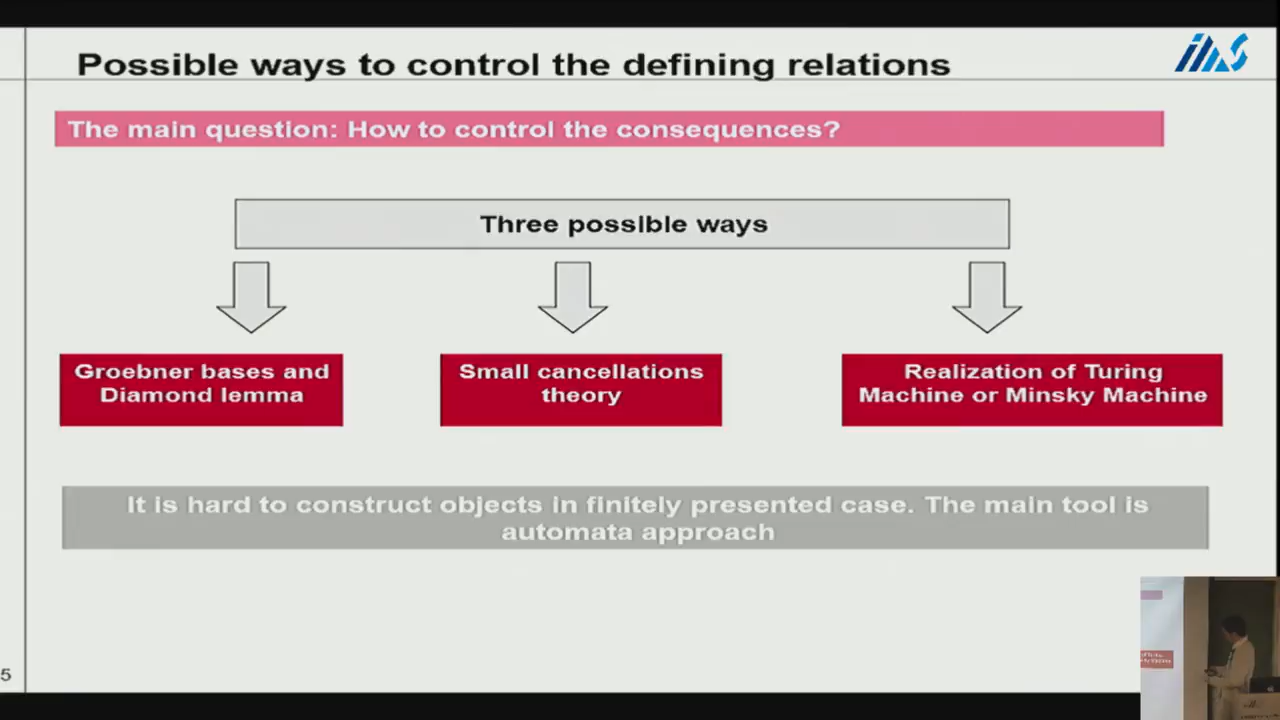 Possible ways to control the defining relations
IIAS
The main question: How to control the consequences?
Three possible ways
Groebner bases and
Diamond lemma
Small cancellations
theory
Realization of Turing
Machine or Minsky Machine
It is hard to construct objects in finitely presented case. The main tool is
automata approach
5